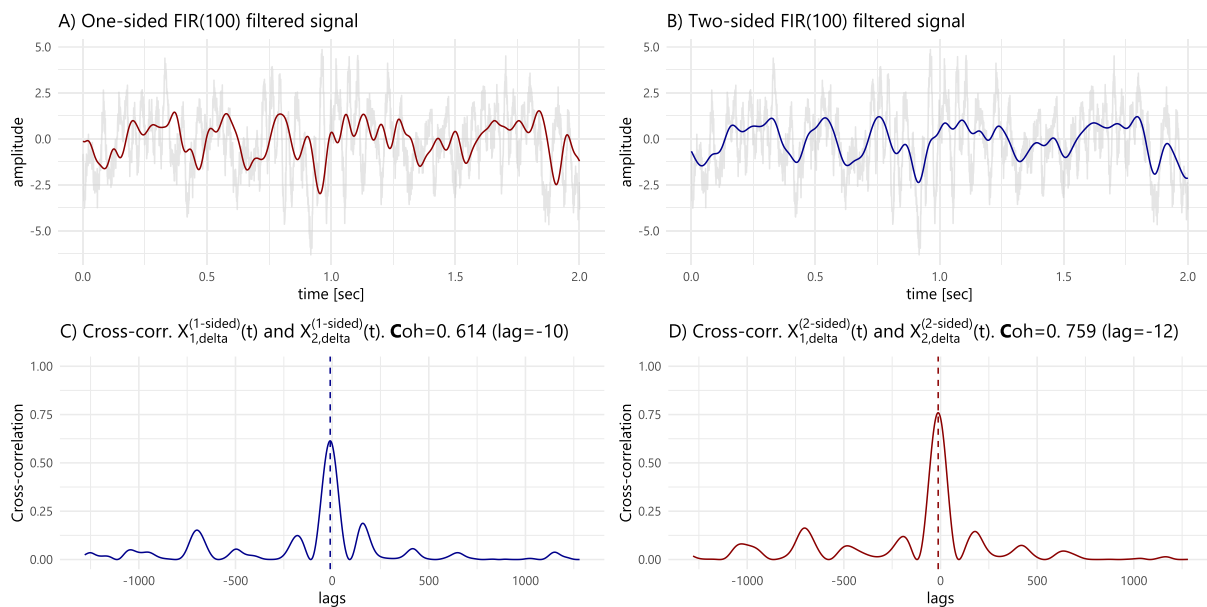 A) One-sided FIR(100) filtered signal
5.0
2.5
0.0
-2.5
-5.0
amplitude
0.0 0.5 1.0 1.5 2.0
time [sec]
B) Two-sided FIR(100) filtered signal
5.0
2.5
0.0
-2.5
-5.0
amplitude
0.0 0.5 1.0 1.5 2.0
time [sec]
C) Cross-corr. X_{1,delta}^{(1-sided)}(t) and X_{2,delta}^{(1-sided)}(t). Coh=0. 614 (lag=-10)
1.00
0.75
0.50
0.25
0.00
Cross-correlation
-1000 -500 0 500 1000
lags
D) Cross-corr. X_{1,delta}^{(2-sided)}(t) and X_{2,delta}^{(2-sided)}(t). Coh=0. 759 (lag=-12)
1.00
0.75
0.50
0.25
0.00
Cross-correlation
-1000 -500 0 500 1000
lags